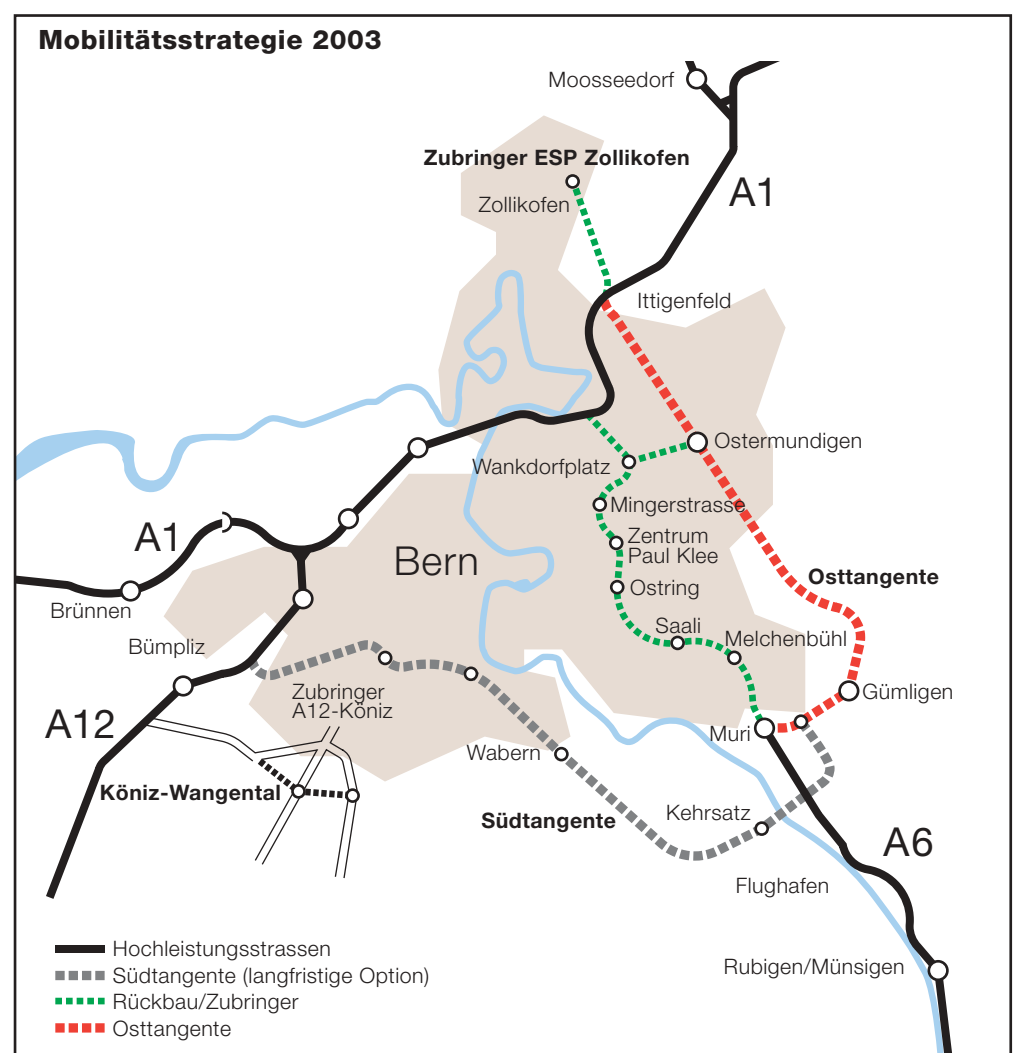 Mobilitätsstrategie 2003
Moosseedorf
Zubringer ESP Zollikofen
A1
Zollikofen
Ittigenfeld
Ostermundigen
Wankdorfplatz
Mingerstrasse
A1
Zentrum
Paul Klee
Bern
Osttangente
Ostring
Brünnen
Saali
Melchenbühl
Bümpliz
Zubringer
A12-Köniz
Gümligen
A12
Muri
Wabern
Köniz-Wangental
Kehrsatz
Südtangente
A6
Flughafen
Rubigen/Münsigen
Hochleistungsstrassen
Südtangente (langfristige Option)
Rückbau/Zubringer
Osttangente